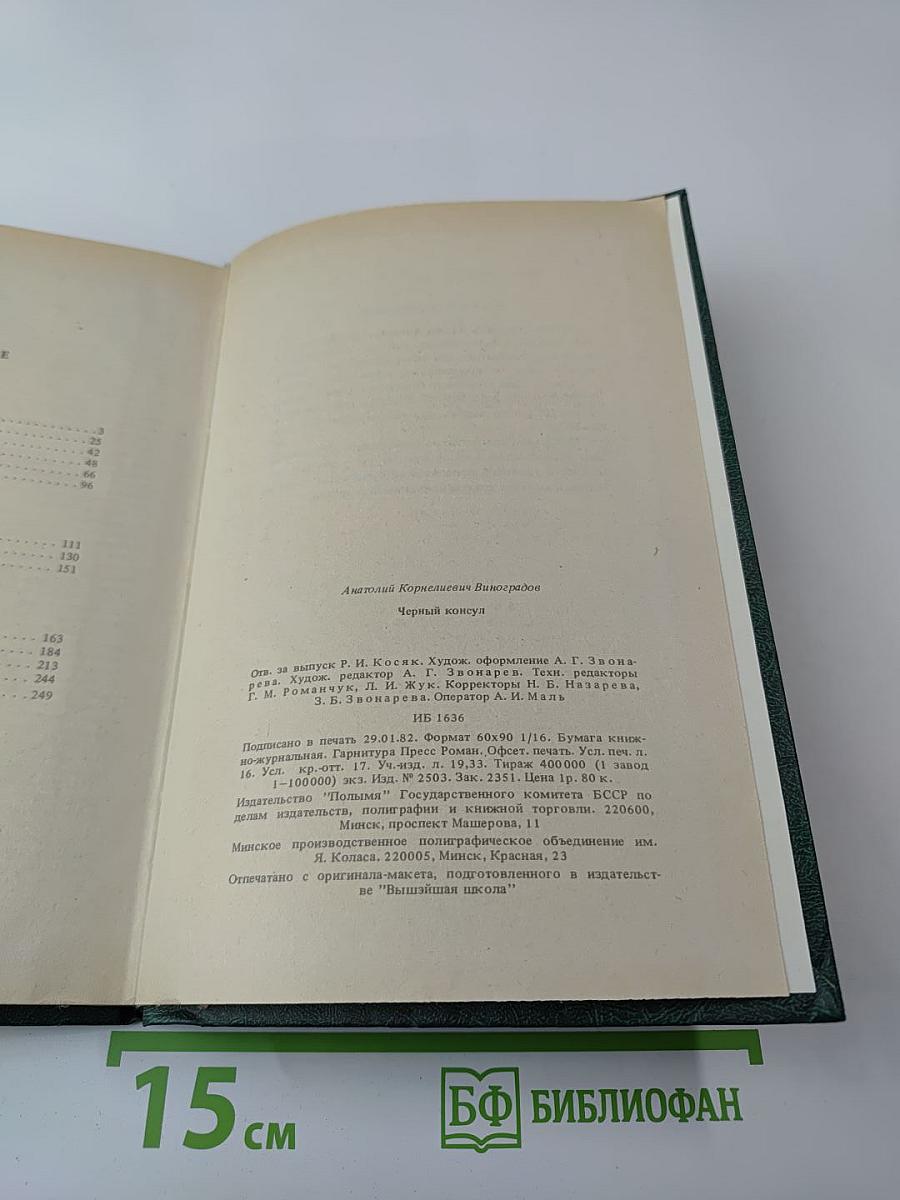 Е
3
25
42
48
66
96
111
130
151
163
184
213
244
249
Анатолий Корнелиевич Виноградов
Черный консул
Отв. за выпуск Р. И. Косяк. Худож. оформление А. Г. Звона-
рева. Худож. редактор А. Г. Звонарев. Техн. редакторы
Г. М. Романчук, Л. И. Жук. Корректоры Н. Б. Назарева,
З. Б. Звонарева. Оператор А. И. Маль
ИБ 1636
Подписано в печать 29.01.82. Формат 60х90 1/16. Бумага книж-
но-журнальная. Гарнитура Пресс Роман. Офсет. печать. Усл. печ. л.
16. Усл. кр.-отт. 17. Уч.-изд. л. 19,33. Тираж 400000 (1 завод
1—100000) экз. Изд. № 2503. Зак. 2351. Цена 1р. 80 к.
Издательство "Полымя" Государственного комитета БССР по
делам издательств, полиграфии и книжной торговли. 220600,
Минск, проспект Машерова, 11
Минское производственное полиграфическое объединение им.
Я. Коласа. 220005, Минск, Красная, 23
Отпечатано с оригинала-макета, подготовленного в издательст-
ве "Вышэйшая школа"
15 см
БФ БИБЛИОФАН